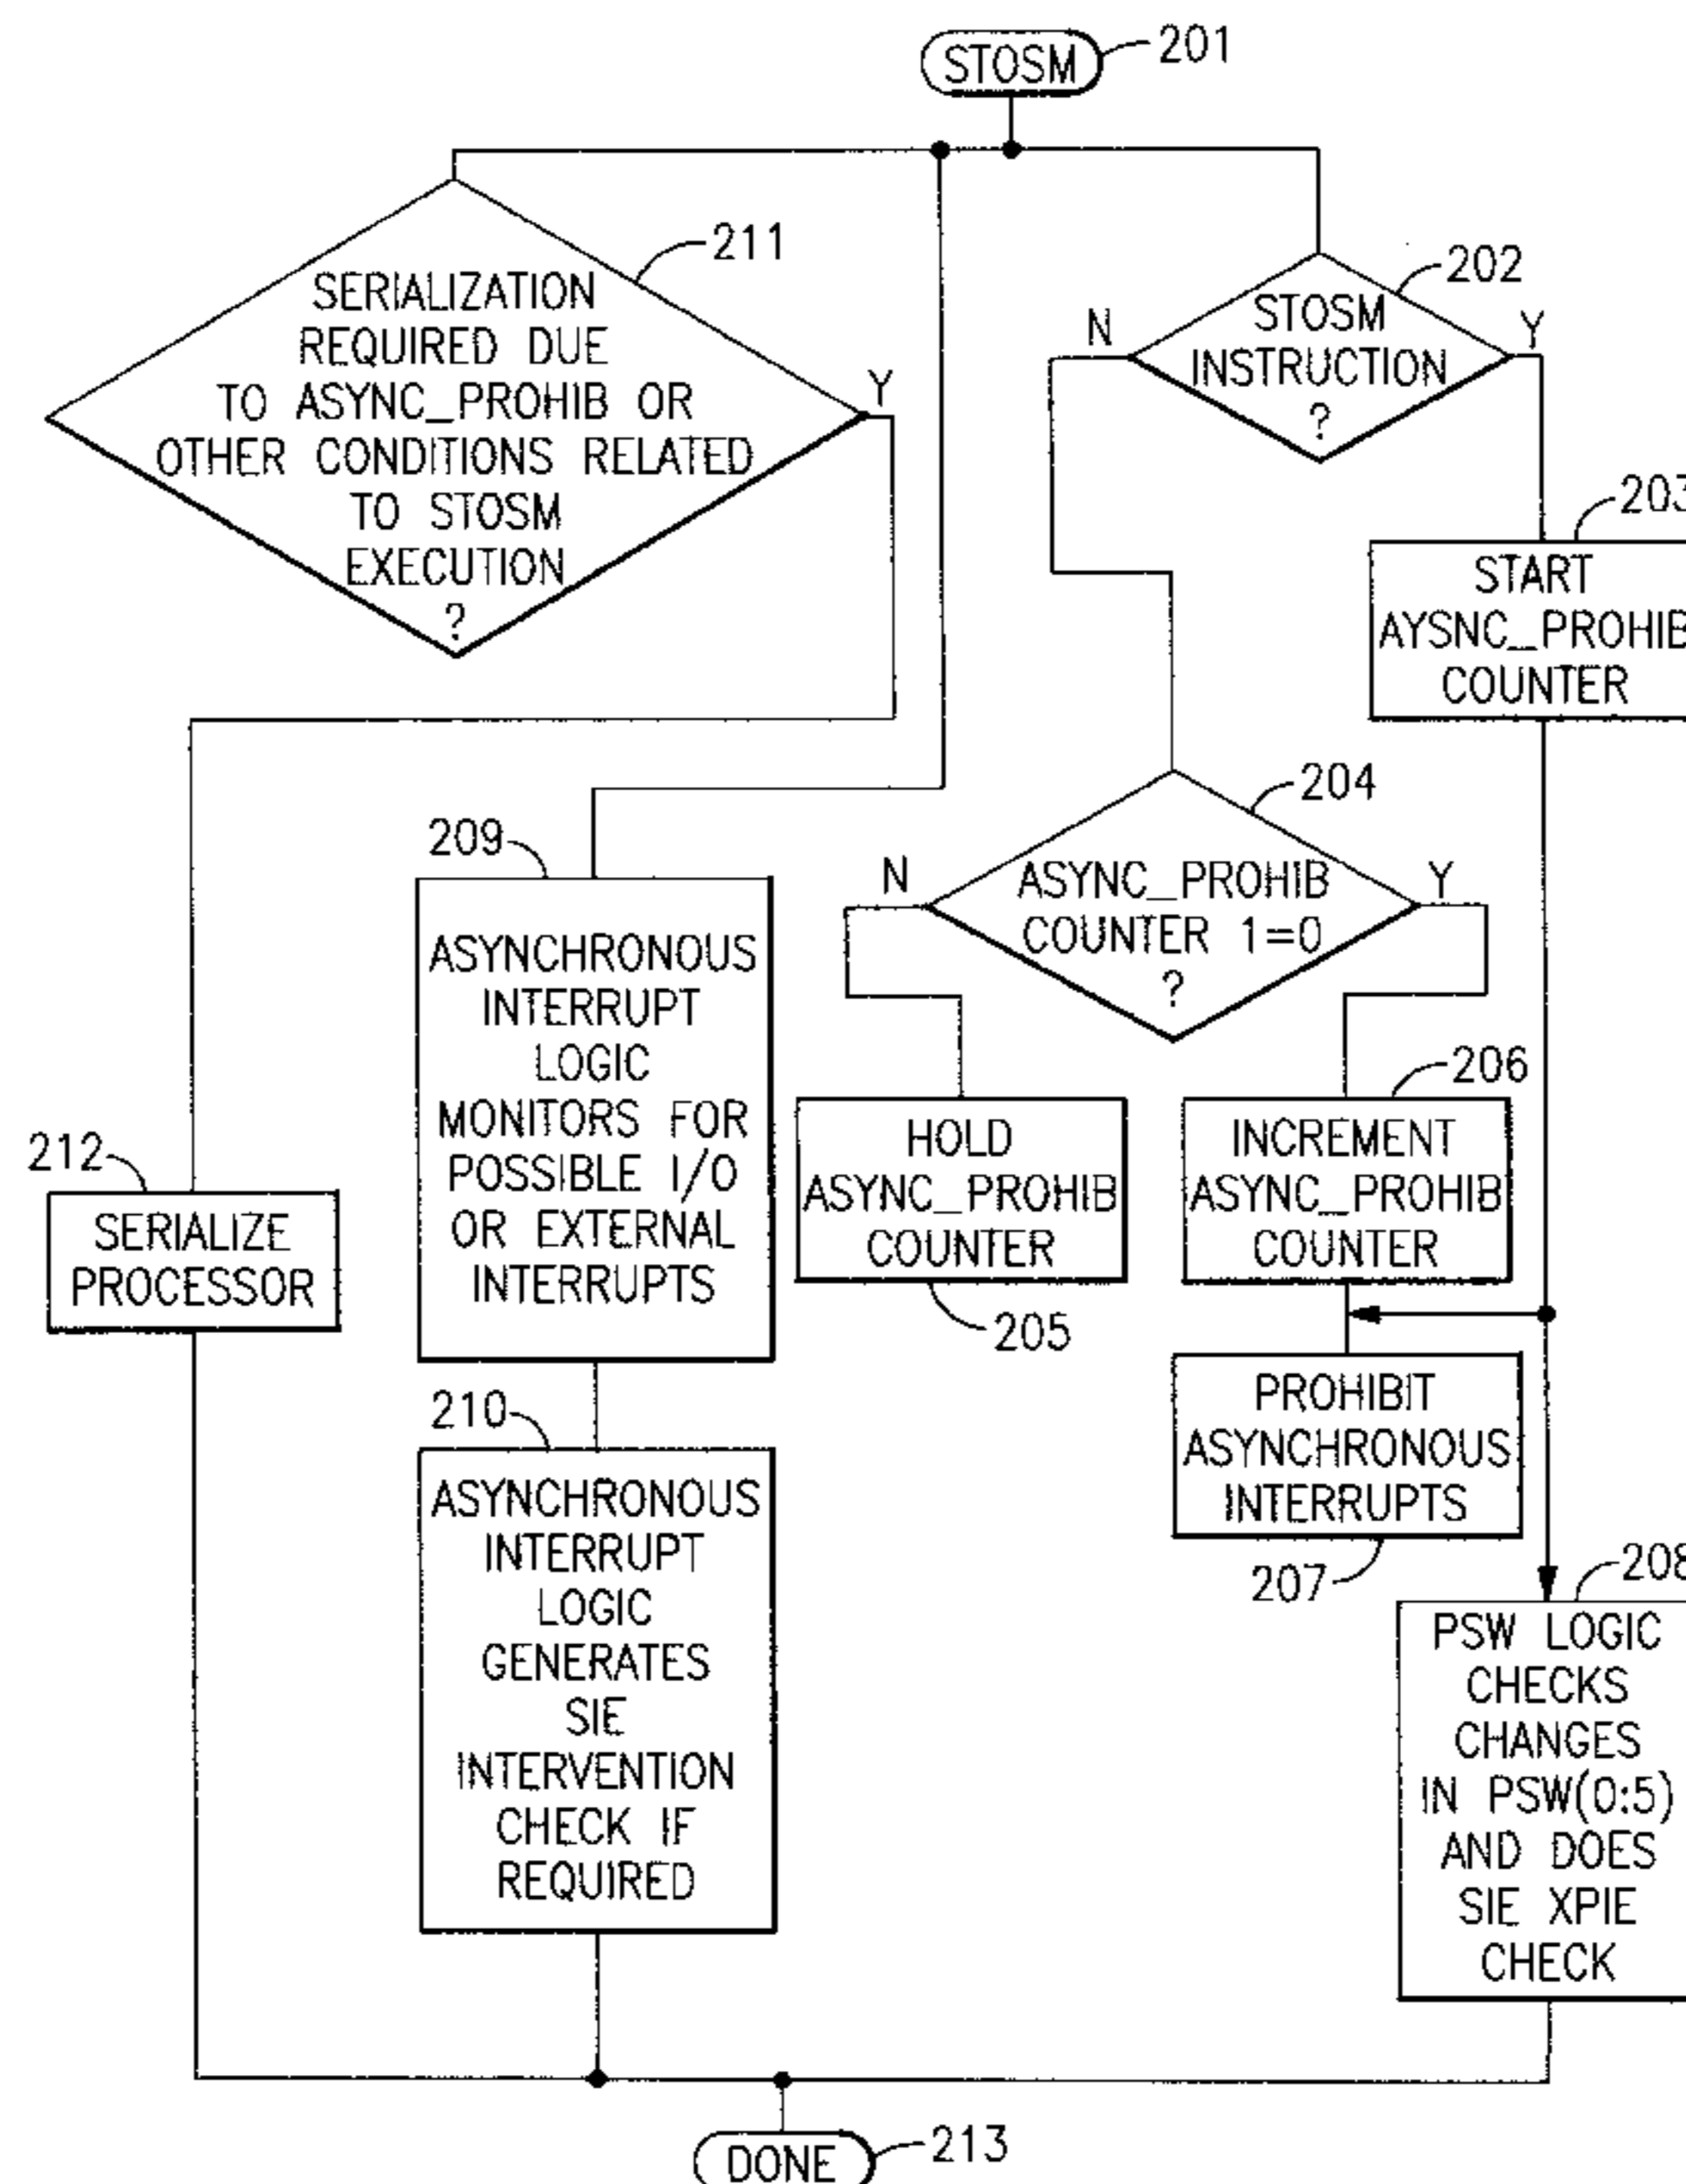 STOSM
201
211
SERIALIZATION
REQUIRED DUE
TO ASYNC_PROHIB OR
OTHER CONDITIONS RELATED
TO STOSM
EXECUTION
?
Y
202
STOSM
INSTRUCTION
?
N
Y
203
START
AYSNC_PROHIB
COUNTER
204
ASYNC_PROHIB
COUNTER 1=0
?
N
Y
209
ASYNCHRONOUS
INTERRUPT
LOGIC
MONITORS FOR
POSSIBLE I/O
OR EXTERNAL
INTERRUPTS
HOLD
ASYNC_PROHIB
COUNTER
205
206
INCREMENT
ASYNC_PROHIB
COUNTER
212
SERIALIZE
PROCESSOR
PROHIBIT
ASYNCHRONOUS
INTERRUPTS
207
210
ASYNCHRONOUS
INTERRUPT
LOGIC
GENERATES
SIE
INTERVENTION
CHECK IF
REQUIRED
208
PSW LOGIC
CHECKS
CHANGES
IN PSW(0:5)
AND DOES
SIE XPIE
CHECK
DONE
213